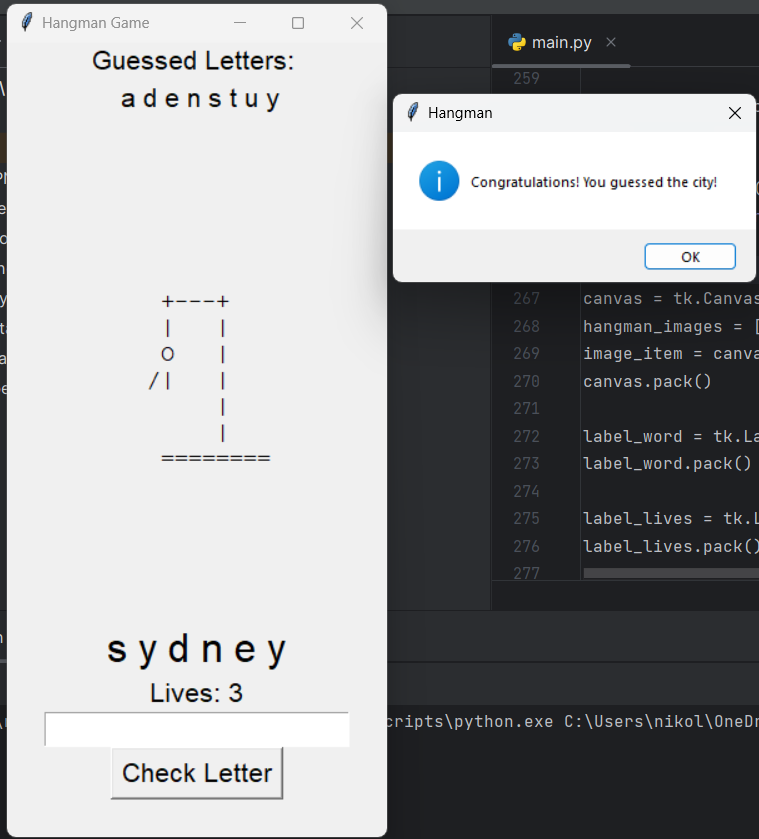 Hangman Game
Guessed Letters:
a d e n s t u y
+---+
| |
O |
/| |
|
|
========
s y d n e y
Lives: 3
Check Letter
main.py
259
Hangman
Congratulations! You guessed the city!
OK
267 canvas = tk.Canvas
268 hangman_images = [
269 image_item = canva
270 canvas.pack()
271
272 label_word = tk.La
273 label_word.pack()
274
275 label_lives = tk.L
276 label_lives.pack()
277
cripts\python.exe C:\Users\nikol\OneDr